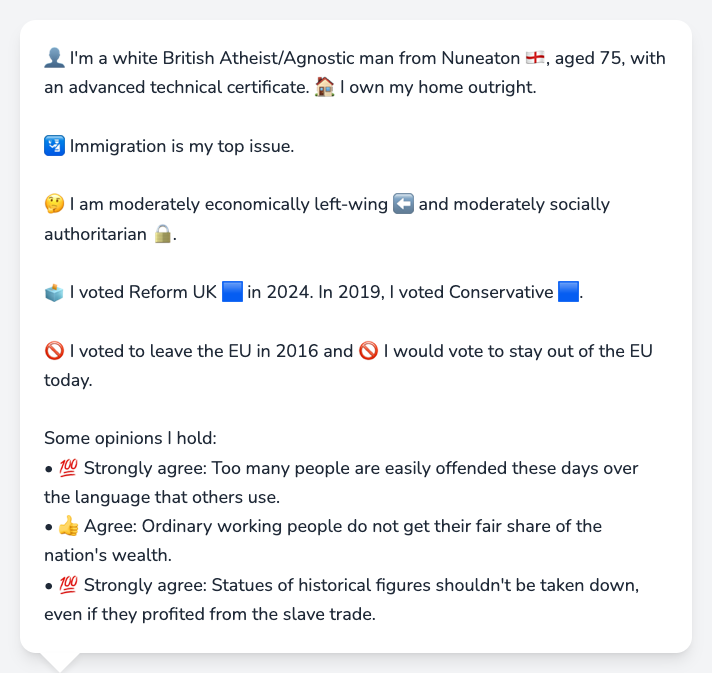 👤 I'm a white British Atheist/Agnostic man from Nuneaton 🏴󠁧󠁢󠁥󠁮󠁧󠁿, aged 75, with
an advanced technical certificate. 🏠 I own my home outright.
🛂 Immigration is my top issue.
🤔 I am moderately economically left-wing ⬅️ and moderately socially
authoritarian 🔒.
🗳️ I voted Reform UK 🟦 in 2024. In 2019, I voted Conservative 🟦.
🚫 I voted to leave the EU in 2016 and 🚫 I would vote to stay out of the EU
today.
Some opinions I hold:
• 💯 Strongly agree: Too many people are easily offended these days over
the language that others use.
• 👍 Agree: Ordinary working people do not get their fair share of the
nation's wealth.
• 💯 Strongly agree: Statues of historical figures shouldn't be taken down,
even if they profited from the slave trade.